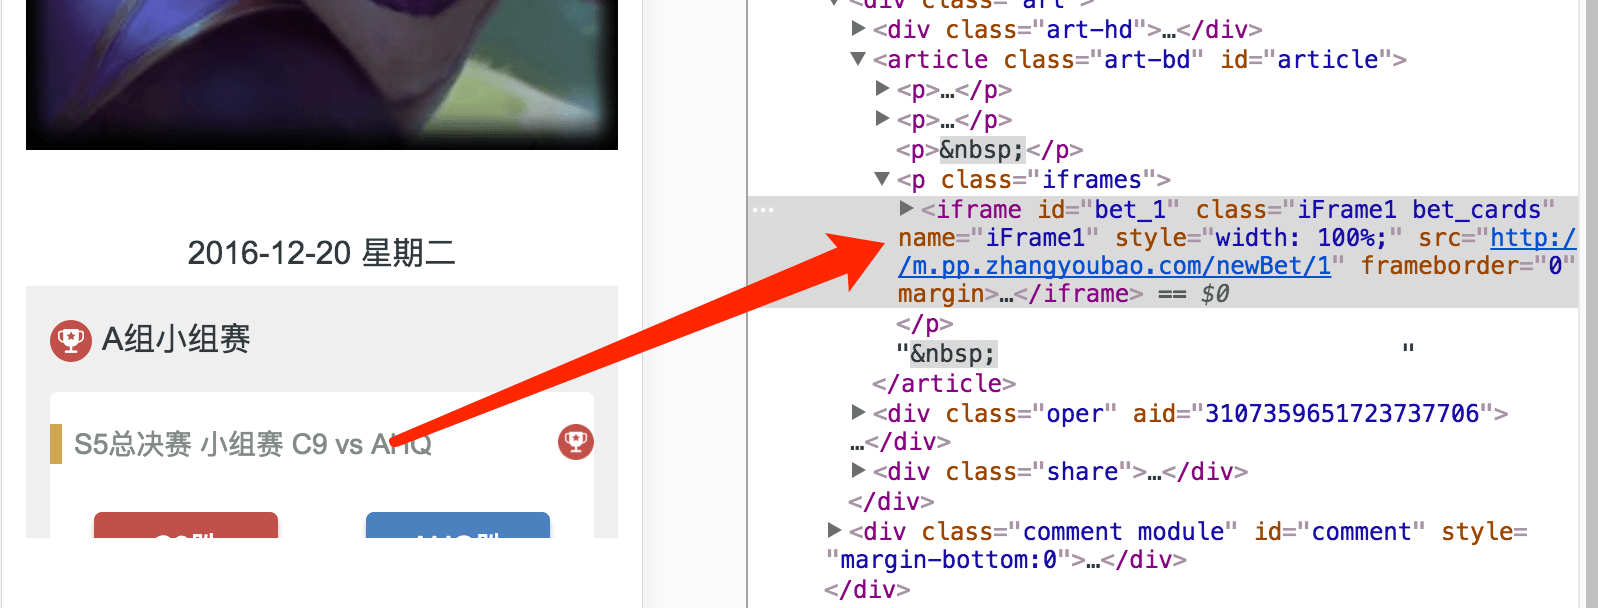 2016-12-20 星期二
A组小组赛
S5总决赛 小组赛 C9 vs AHQ
<div class="art">
<div class="art-hd">…</div>
<article class="art-bd" id="article">
<p>…</p>
<p>…</p>
<p>&nbsp;</p>
<p class="iframes">
<iframe id="bet_1" class="iFrame1 bet_cards"
name="iFrame1" style="width: 100%;" src="http:/
/m.pp.zhangyoubao.com/newBet/1" frameborder="0"
margin>…</iframe> == $0
</p>
"&nbsp; "
</article>
<div class="oper" aid="3107359651723737706">
…</div>
<div class="share">…</div>
</div>
<div class="comment module" id="comment" style=
"margin-bottom:0">…</div>
</div>